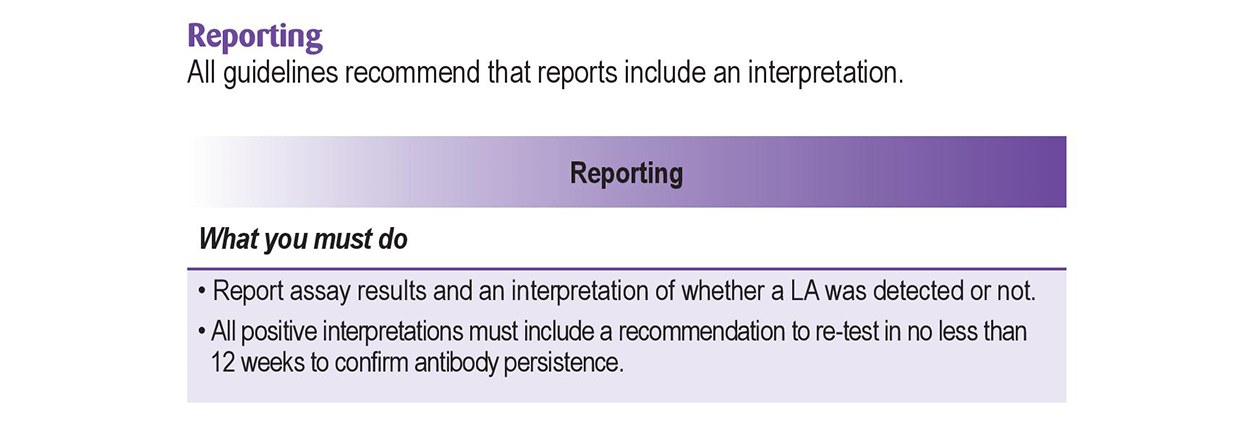 Reporting
All guidelines recommend that reports include an interpretation.
Reporting
What you must do
• Report assay results and an interpretation of whether a LA was detected or not.
• All positive interpretations must include a recommendation to re-test in no less than
12 weeks to confirm antibody persistence.